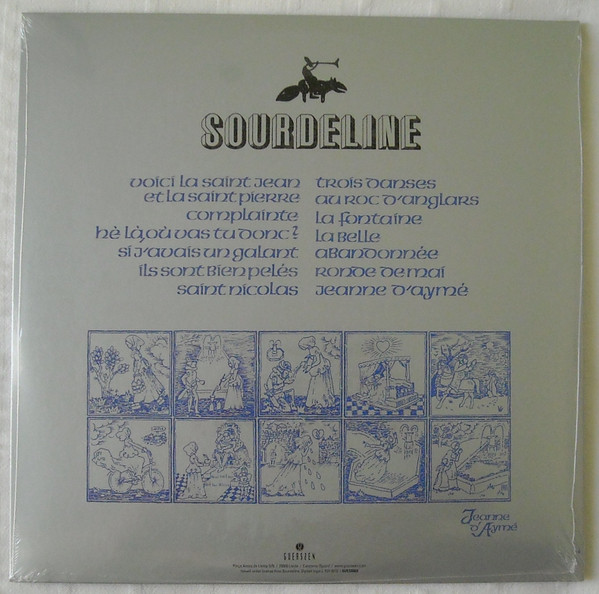 SOURDELINE
voici la saint jean
et la saint pierre
complainte
hè là, où vas tu donc?
si j'avais un galant
ils sont bien pelés
saint nicolas
trois danses
au roc d'anglars
la fontaine
la belle
abandonnée
ronde de mai
jeanne d'aymé
Jeanne
d'Aymé
GUERSSEN